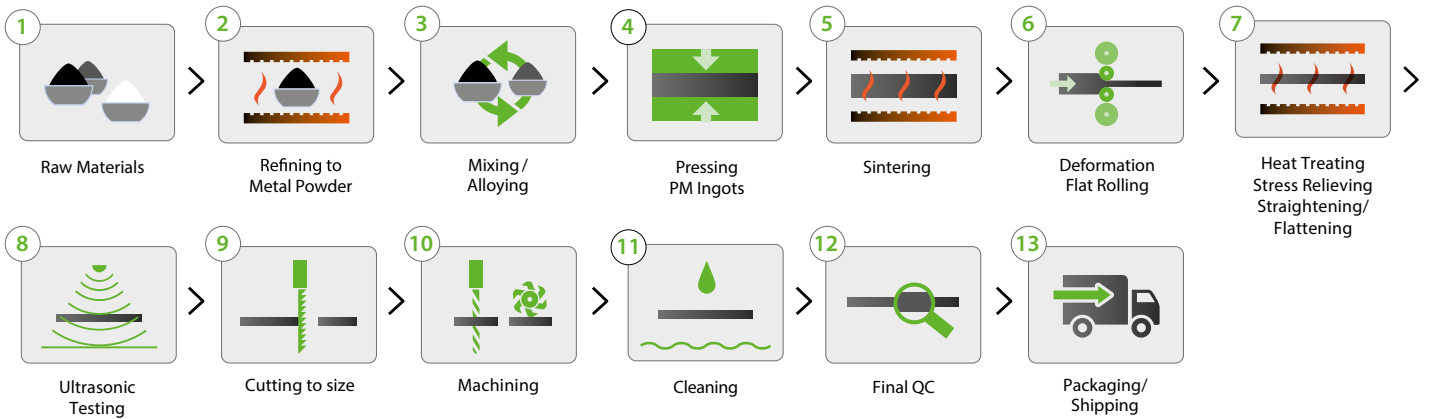 1
Raw Materials
2
Refining to
Metal Powder
3
Mixing/
Alloying
4
Pressing
PM Ingots
5
Sintering
6
Deformation
Flat Rolling
7
Heat Treating
Stress Relieving
Straightening/
Flattening
8
Ultrasonic
Testing
9
Cutting to size
10
Machining
11
Cleaning
12
Final QC
13
Packaging/
Shipping